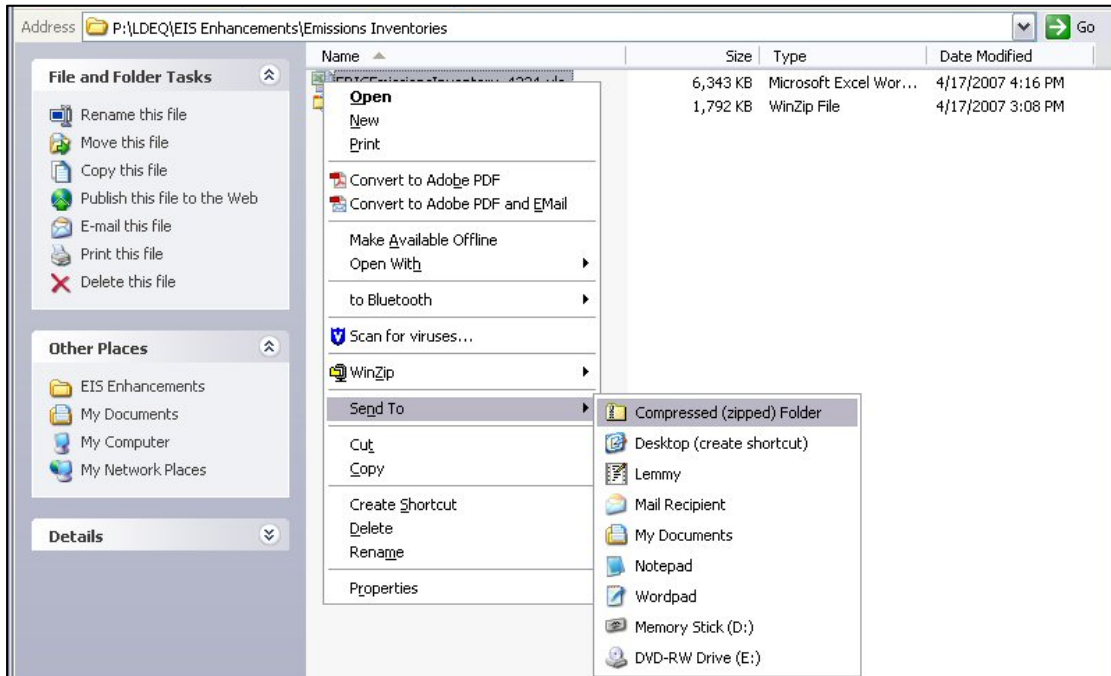 Address P:\LDEQ\EIS Enhancements\Emissions Inventories Go
Name Size Type Date Modified
6,343 KB Microsoft Excel Wor... 4/17/2007 4:16 PM
1,792 KB WinZip File 4/17/2007 3:08 PM
File and Folder Tasks
Rename this file
Move this file
Copy this file
Publish this file to the Web
E-mail this file
Print this file
Delete this file
Other Places
EIS Enhancements
My Documents
My Computer
My Network Places
Details
Open
New
Print
Convert to Adobe PDF
Convert to Adobe PDF and EMail
Make Available Offline
Open With
to Bluetooth
Scan for viruses...
WinZip
Send To
Cut
Copy
Create Shortcut
Delete
Rename
Properties
Compressed (zipped) Folder
Desktop (create shortcut)
Lemmy
Mail Recipient
My Documents
Notepad
Wordpad
Memory Stick (D:)
DVD-RW Drive (E:)